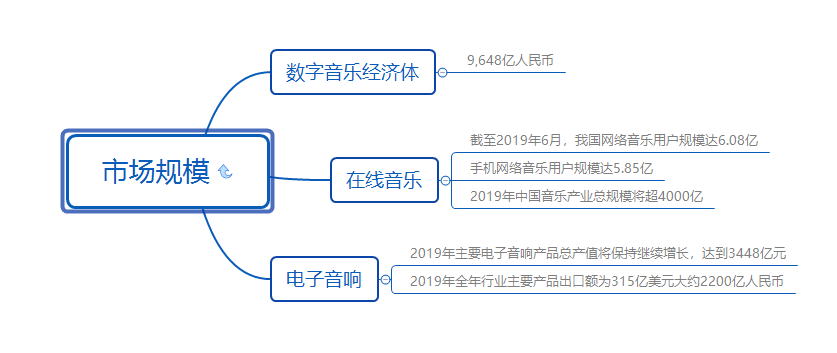 市场规模
数字音乐经济体
9,648亿人民币
在线音乐
截至2019年6月，我国网络音乐用户规模达6.08亿
手机网络音乐用户规模达5.85亿
2019年中国音乐产业总规模将超4000亿
电子音响
2019年主要电子音响产品总产值将保持继续增长，达到3448亿元
2019年全年行业主要产品出口额为315亿美元大约2200亿人民币